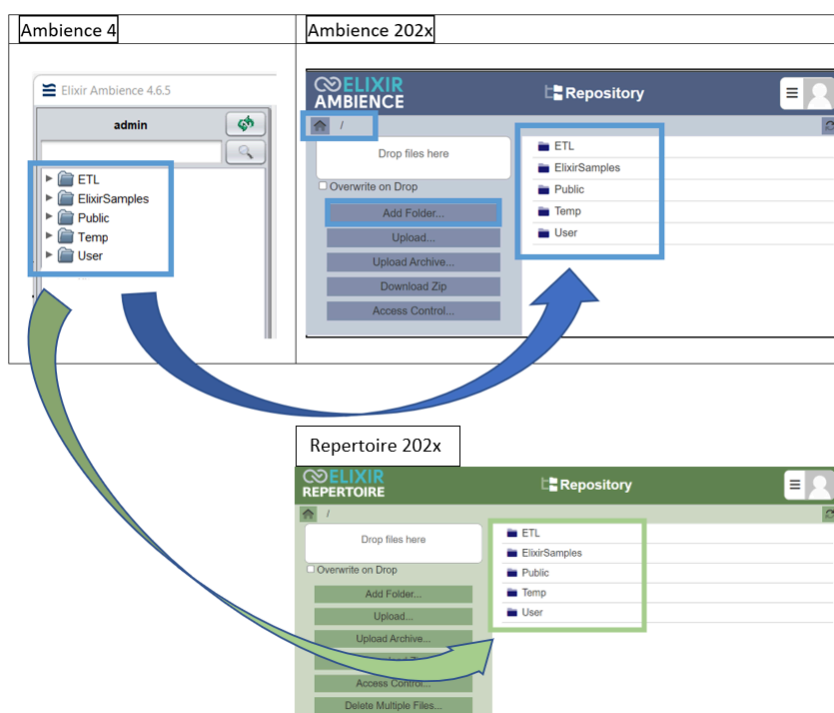 Ambience 4
Ambience 202x
Elixir Ambience 4.6.5
admin
ETL
ElixirSamples
Public
Temp
User
ELIXIR
AMBIENCE
Repository
/
Drop files here
Overwrite on Drop
Add Folder...
Upload...
Upload Archive...
Download Zip
Access Control...
ETL
ElixirSamples
Public
Temp
User
Repertoire 202x
ELIXIR
REPERTOIRE
Repository
/
Drop files here
Overwrite on Drop
Add Folder...
Upload...
Upload Archive...
Access Control...
Delete Multiple Files...
ETL
ElixirSamples
Public
Temp
User